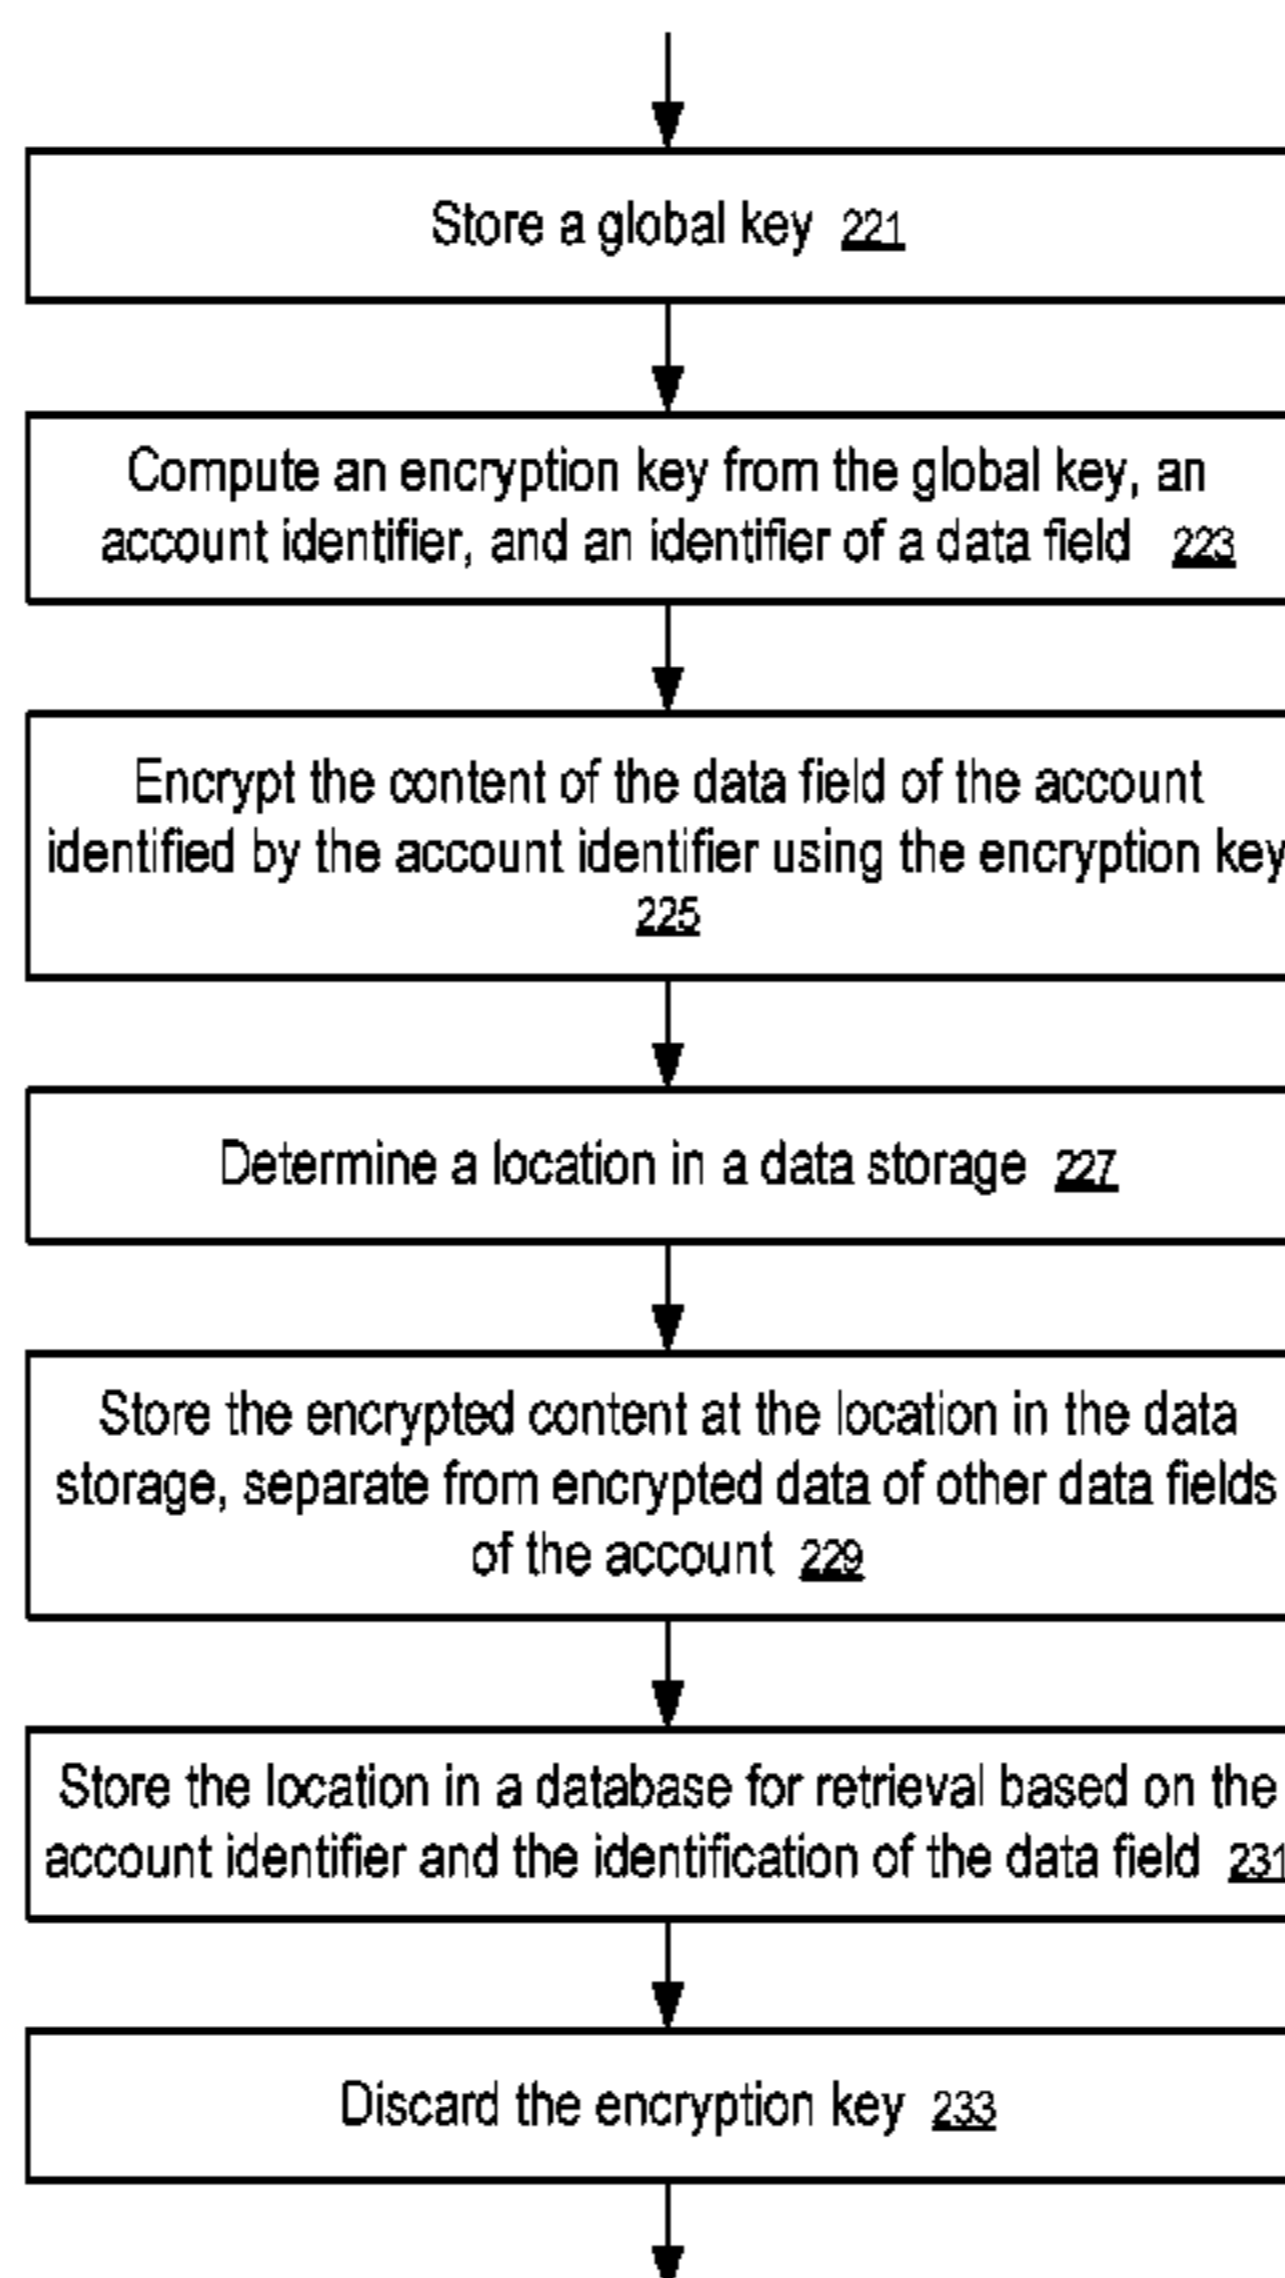 Store a global key 221
Compute an encryption key from the global key, an
account identifier, and an identifier of a data field 223
Encrypt the content of the data field of the account
identified by the account identifier using the encryption key
225
Determine a location in a data storage 227
Store the encrypted content at the location in the data
storage, separate from encrypted data of other data fields
of the account 229
Store the location in a database for retrieval based on the
account identifier and the identification of the data field 231
Discard the encryption key 233